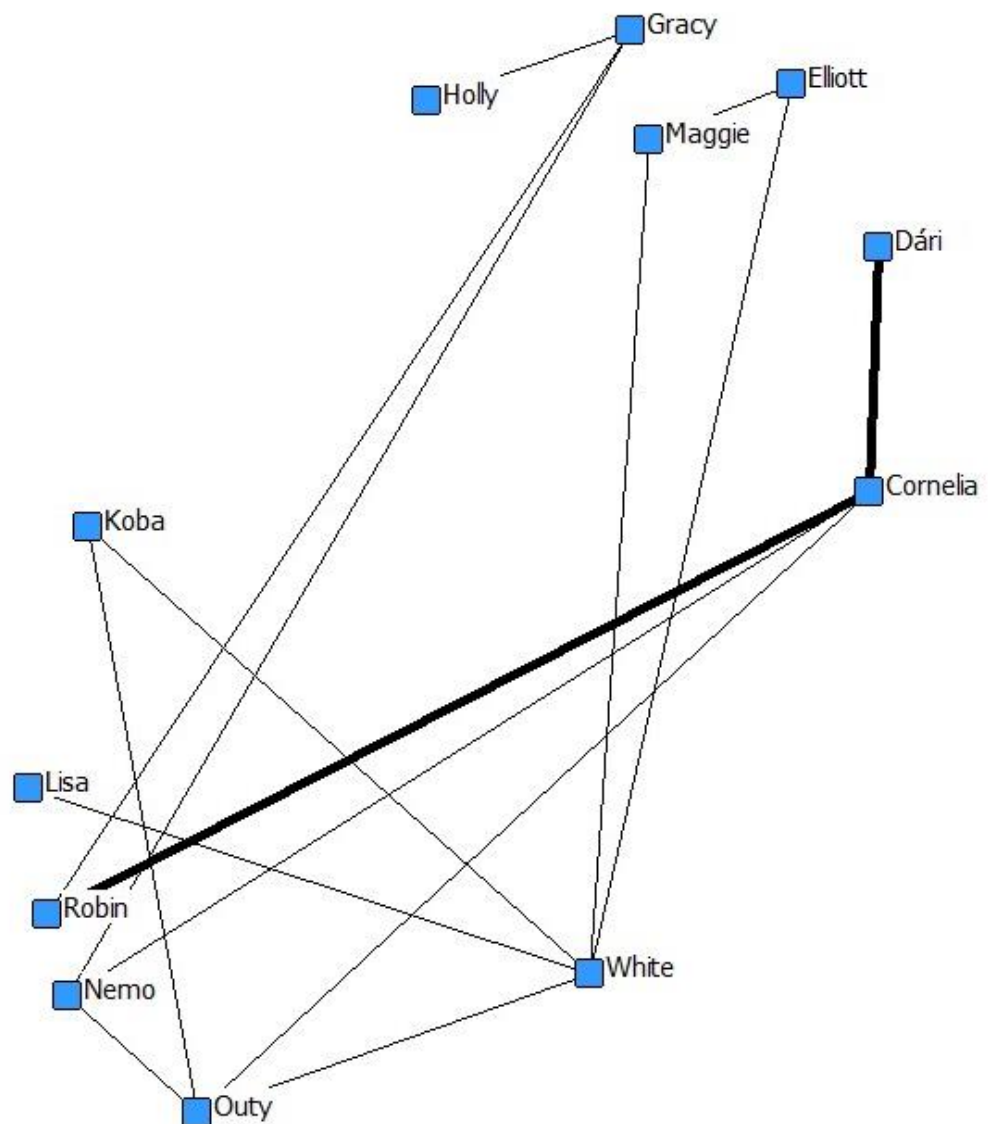 Gracy
Elliott
Holly
Maggie
Dári
Cornelia
Koba
Lisa
Robin
White
Nemo
Outy